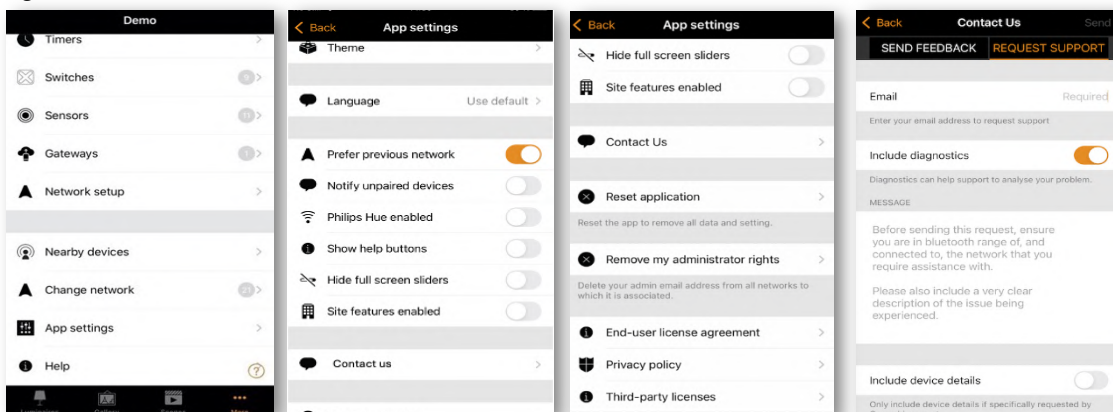 Demo
Timers
Switches 9
Sensors 11
Gateways 1
Network setup
Nearby devices
Change network 21
App settings
Help ?
Luminaires Gallery Scenes More
Back App settings
Theme
Language Use default
Prefer previous network
Notify unpaired devices
Philips Hue enabled
Show help buttons
Hide full screen sliders
Site features enabled
Contact us
Back App settings
Hide full screen sliders
Site features enabled
Contact Us
Reset application
Reset the app to remove all data and setting.
Remove my administrator rights
Delete your admin email address from all networks to
which it is associated.
End-user license agreement
Privacy policy
Third-party licenses
Back Contact Us Send
SEND FEEDBACK REQUEST SUPPORT
Email Required
Enter your email address to request support
Include diagnostics
Diagnostics can help support to analyse your problem.
MESSAGE
Before sending this request, ensure
you are in bluetooth range of, and
connected to, the network that you
require assistance with.
Please also include a very clear
description of the issue being
experienced.
Include device details
Only include device details if specifically requested by